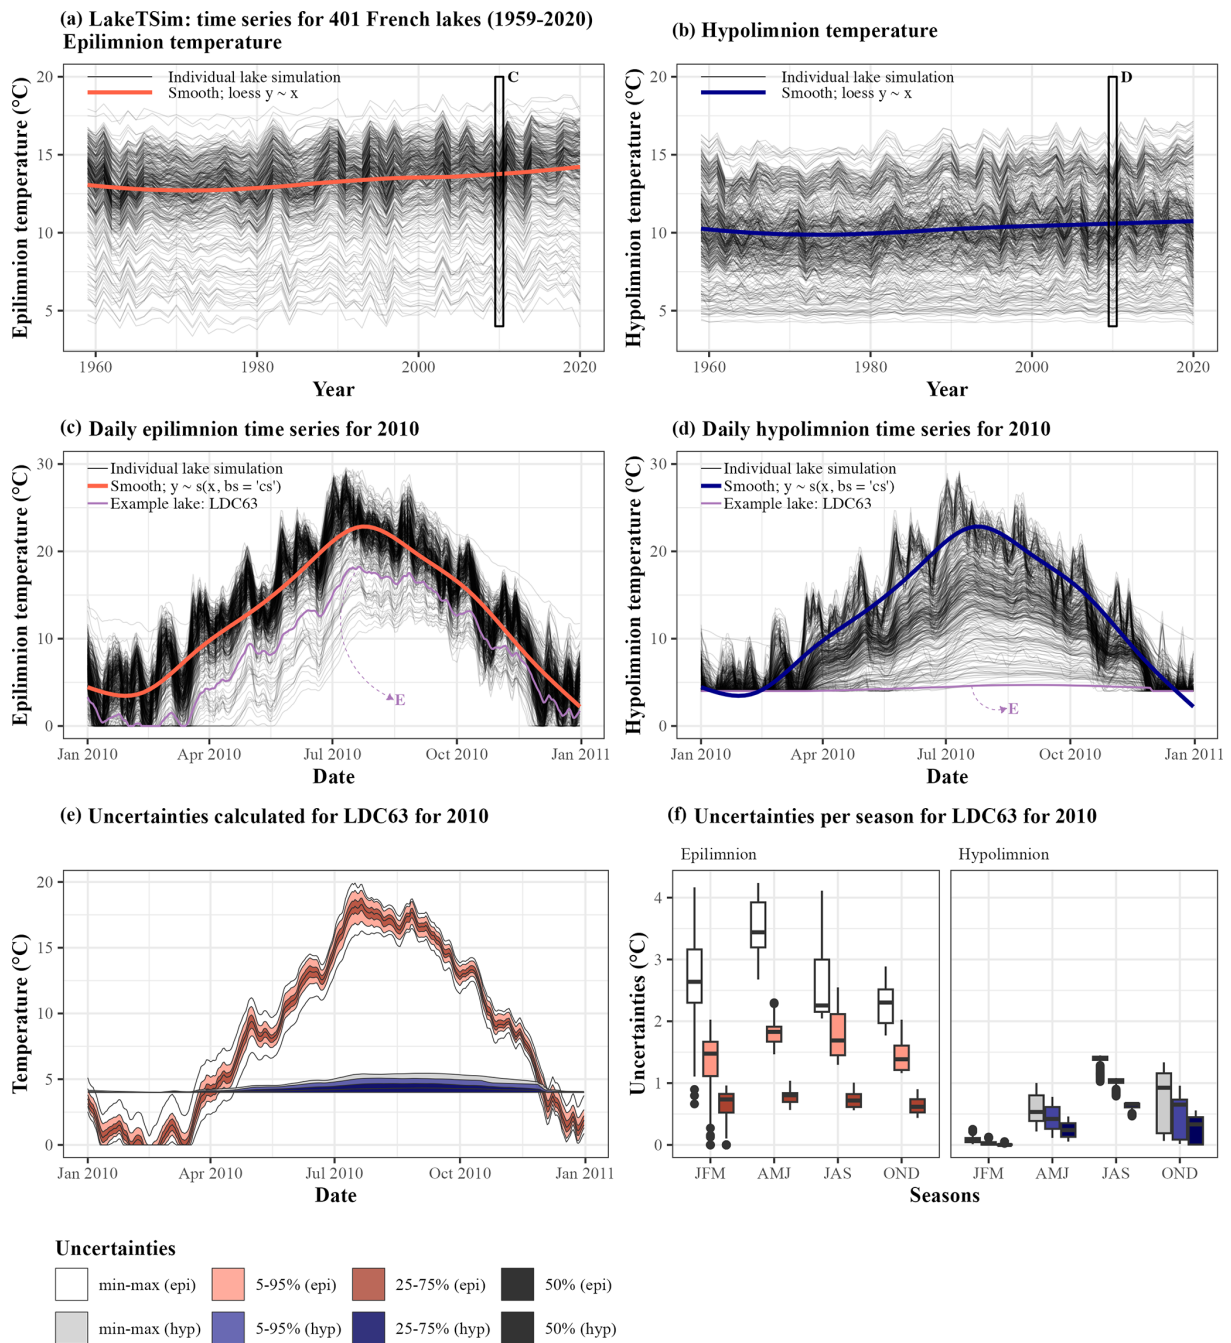 (a) LakeTSim: time series for 401 French lakes (1959-2020)
Epilimnion temperature
Individual lake simulation
Smooth; loess y ~ x
C
Epilimnion temperature (°C)
20
15
10
5
1960
1980
2000
2020
Year
(b) Hypolimnion temperature
Individual lake simulation
Smooth; loess y ~ x
D
Hypolimnion temperature (°C)
20
15
10
5
1960
1980
2000
2020
Year
(c) Daily epilimnion time series for 2010
Individual lake simulation
Smooth; y ~ s(x, bs = 'cs')
Example lake: LDC63
E
Epilimnion temperature (°C)
30
20
10
0
Jan 2010
Apr 2010
Jul 2010
Oct 2010
Jan 2011
Date
(d) Daily hypolimnion time series for 2010
Individual lake simulation
Smooth; y ~ s(x, bs = 'cs')
Example lake: LDC63
E
Hypolimnion temperature (°C)
30
20
10
0
Jan 2010
Apr 2010
Jul 2010
Oct 2010
Jan 2011
Date
(e) Uncertainties calculated for LDC63 for 2010
Temperature (°C)
20
15
10
5
0
Jan 2010
Apr 2010
Jul 2010
Oct 2010
Jan 2011
Date
(f) Uncertainties per season for LDC63 for 2010
Epilimnion
Hypolimnion
Uncertainties (°C)
4
3
2
1
0
JFM
AMJ
JAS
OND
JFM
AMJ
JAS
OND
Seasons
Uncertainties
min-max (epi)
5-95% (epi)
25-75% (epi)
50% (epi)
min-max (hyp)
5-95% (hyp)
25-75% (hyp)
50% (hyp)